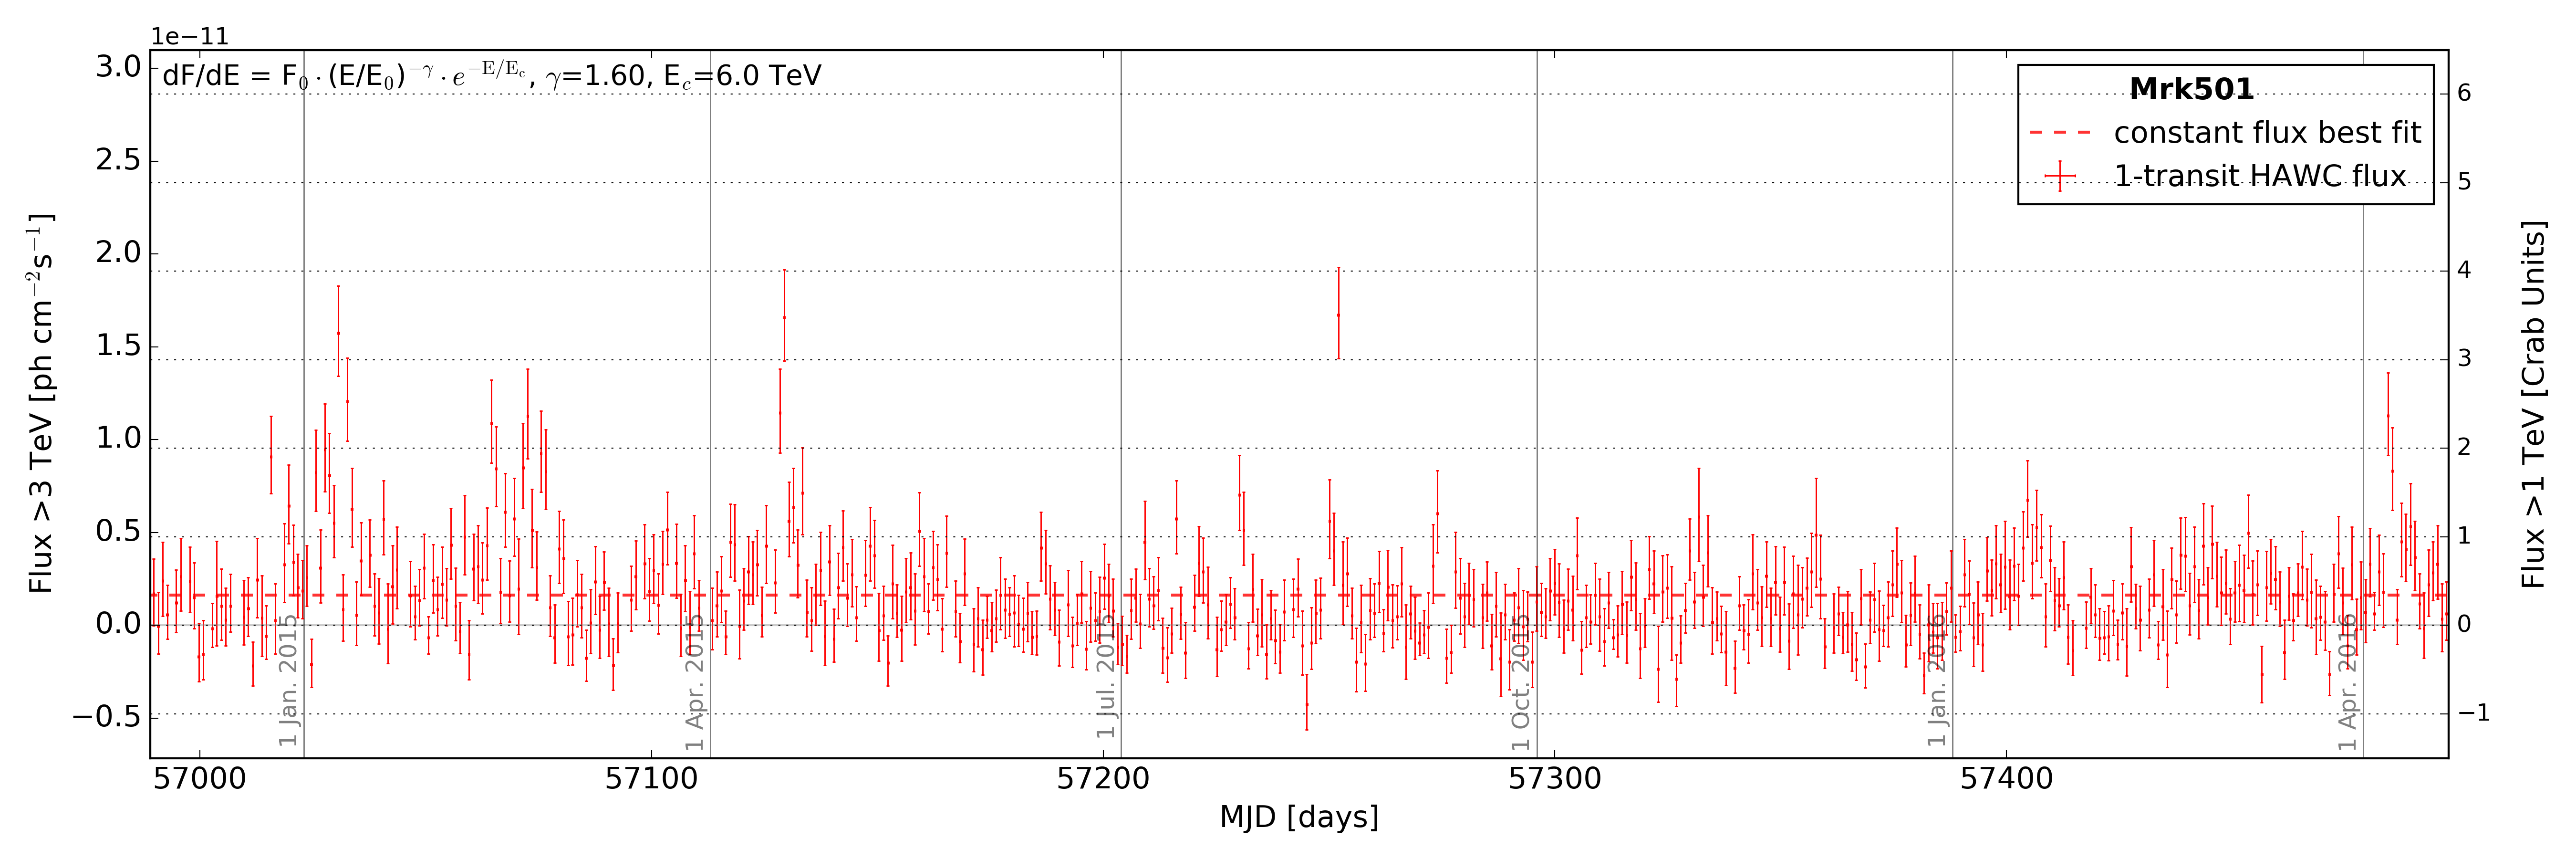 1e−11
dF/dE = F₀ · (E/E₀)^−γ · e^−E/E_c, γ=1.60, E_c=6.0 TeV
Mrk501
constant flux best fit
1-transit HAWC flux
Flux >3 TeV [ph cm⁻²s⁻¹]
3.0
2.5
2.0
1.5
1.0
0.5
0.0
−0.5
Flux >1 TeV [Crab Units]
6
5
4
3
2
1
0
−1
1 Jan. 2015
1 Apr. 2015
1 Jul. 2015
1 Oct. 2015
1 Jan. 2016
1 Apr. 2016
57000 57100 57200 57300 57400
MJD [days]